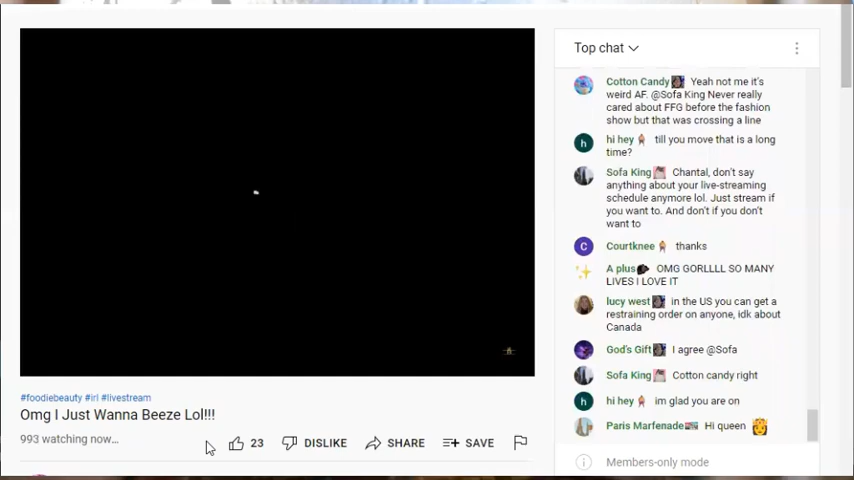 Top chat
Cotton Candy Yeah not me it's
weird AF. @Sofa King Never really
cared about FFG before the fashion
show but that was crossing a line
hi hey till you move that is a long
time?
Sofa King Chantal, don't say
anything about your live-streaming
schedule anymore lol. Just stream if
you want to. And don't if you don't
want to
Courtknee thanks
A plus OMG GORLLLL SO MANY
LIVES I LOVE IT
lucy west in the US you can get a
restraining order on anyone, idk about
Canada
God's Gift I agree @Sofa
Sofa King Cotton candy right
hi hey im glad you are on
Paris Marfenade Hi queen
Members-only mode
#foodiebeauty #irl #livestream
Omg I Just Wanna Beeze Lol!!!
993 watching now...
23 DISLIKE SHARE SAVE